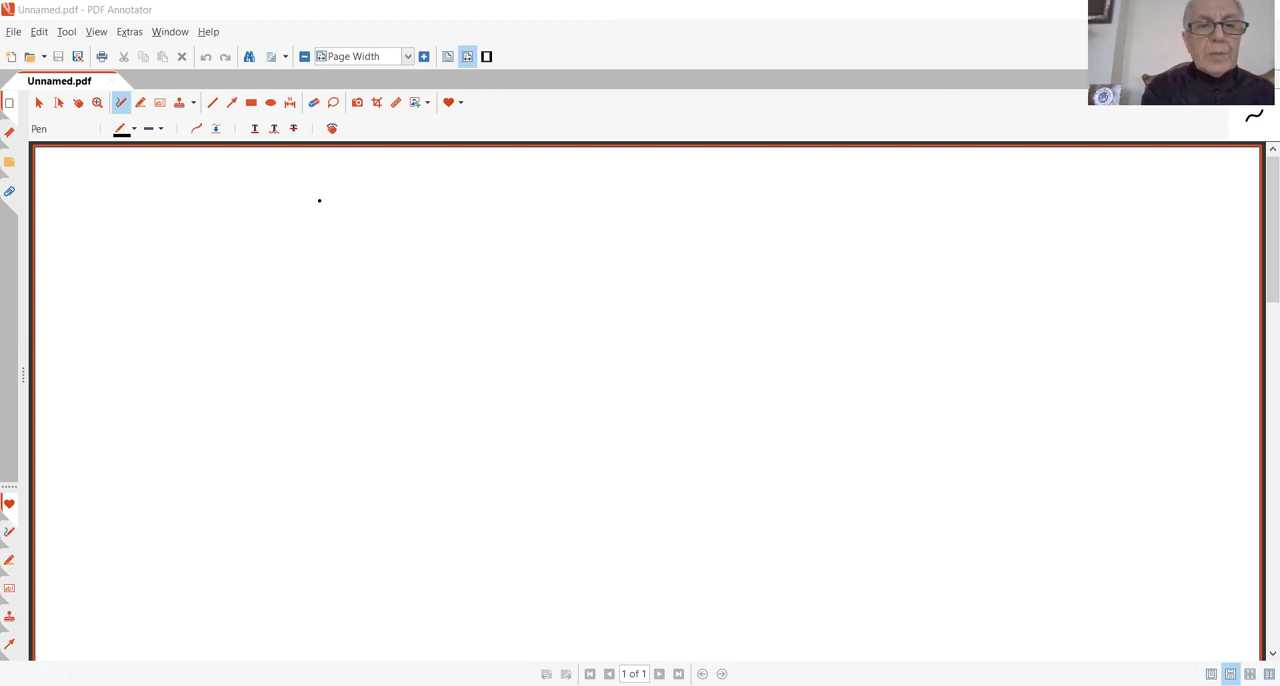 Unnamed.pdf - PDF Annotator
File Edit Tool View Extras Window Help
Page Width
Unnamed.pdf
Pen
1 of 1